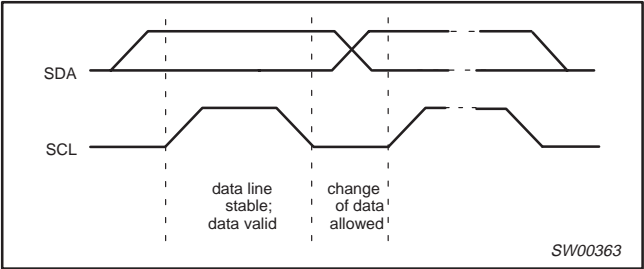 SDA
SCL
data line
stable;
data valid
change
of data
allowed
SW00363